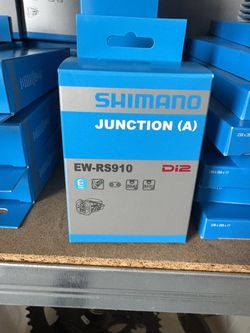 SHIMANO
JUNCTION (A)
EW-RS910 Di2